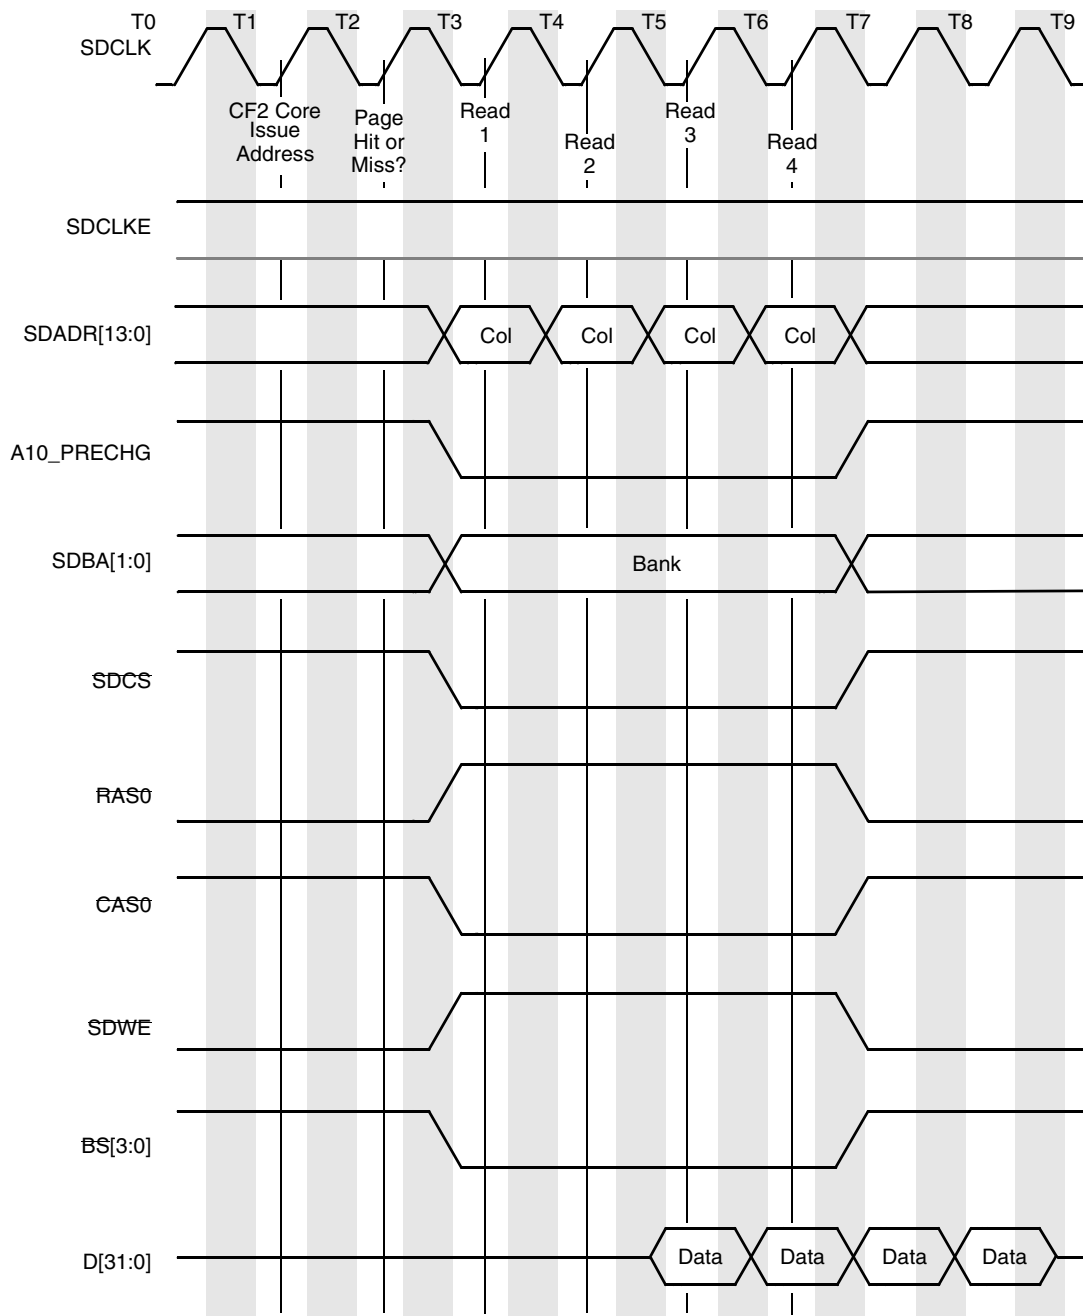 T0 T1 T2 T3 T4 T5 T6 T7 T8 T9
SDCLK
CF2 Core
Issue
Address
Page
Hit or
Miss?
Read
1
Read
2
Read
3
Read
4
SDCLKE
SDADR[13:0] Col Col Col Col
A10_PRECHG
SDBA[1:0] Bank
SDCS
RAS0
CAS0
SDWE
BS[3:0]
D[31:0] Data Data Data Data